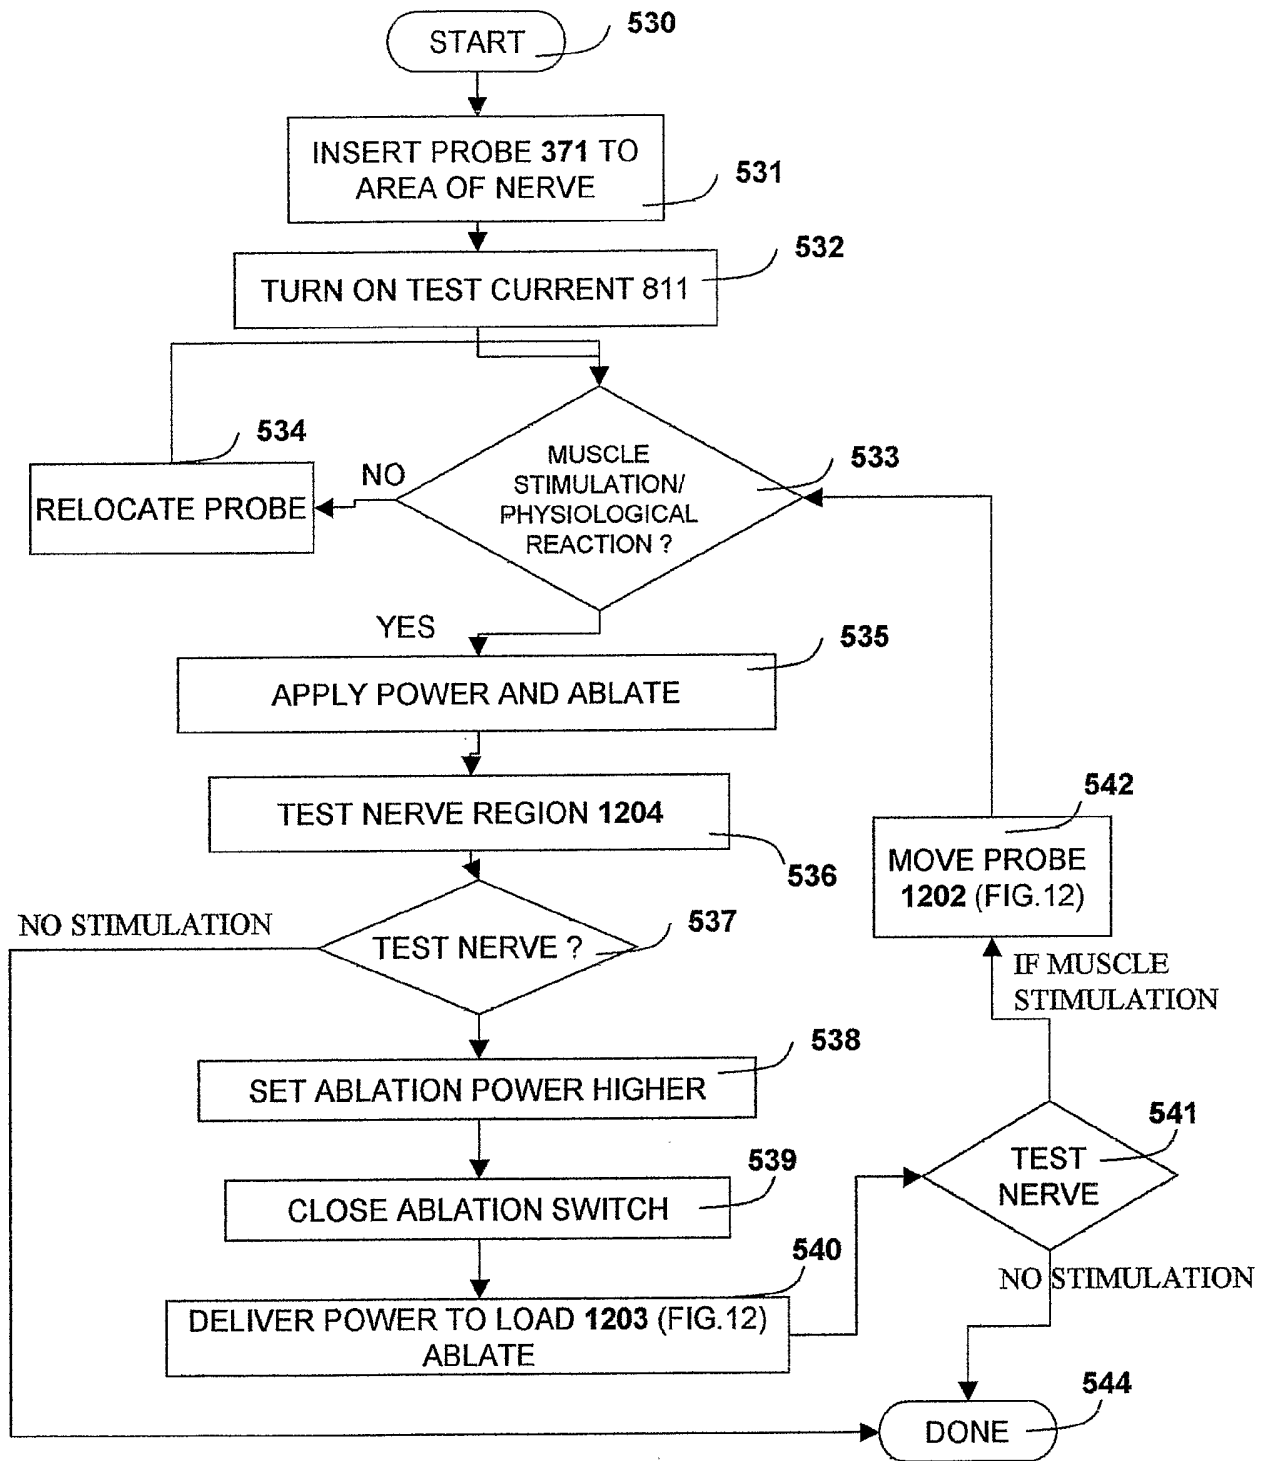 530
START
INSERT PROBE 371 TO
AREA OF NERVE
531
532
TURN ON TEST CURRENT 811
534
RELOCATE PROBE
NO
MUSCLE
STIMULATION/
PHYSIOLOGICAL
REACTION ?
533
YES
535
APPLY POWER AND ABLATE
TEST NERVE REGION 1204
536
542
MOVE PROBE
1202 (FIG.12)
NO STIMULATION
TEST NERVE ?
537
IF MUSCLE
STIMULATION
538
SET ABLATION POWER HIGHER
539
CLOSE ABLATION SWITCH
541
TEST
NERVE
540
DELIVER POWER TO LOAD 1203 (FIG.12)
ABLATE
NO STIMULATION
544
DONE